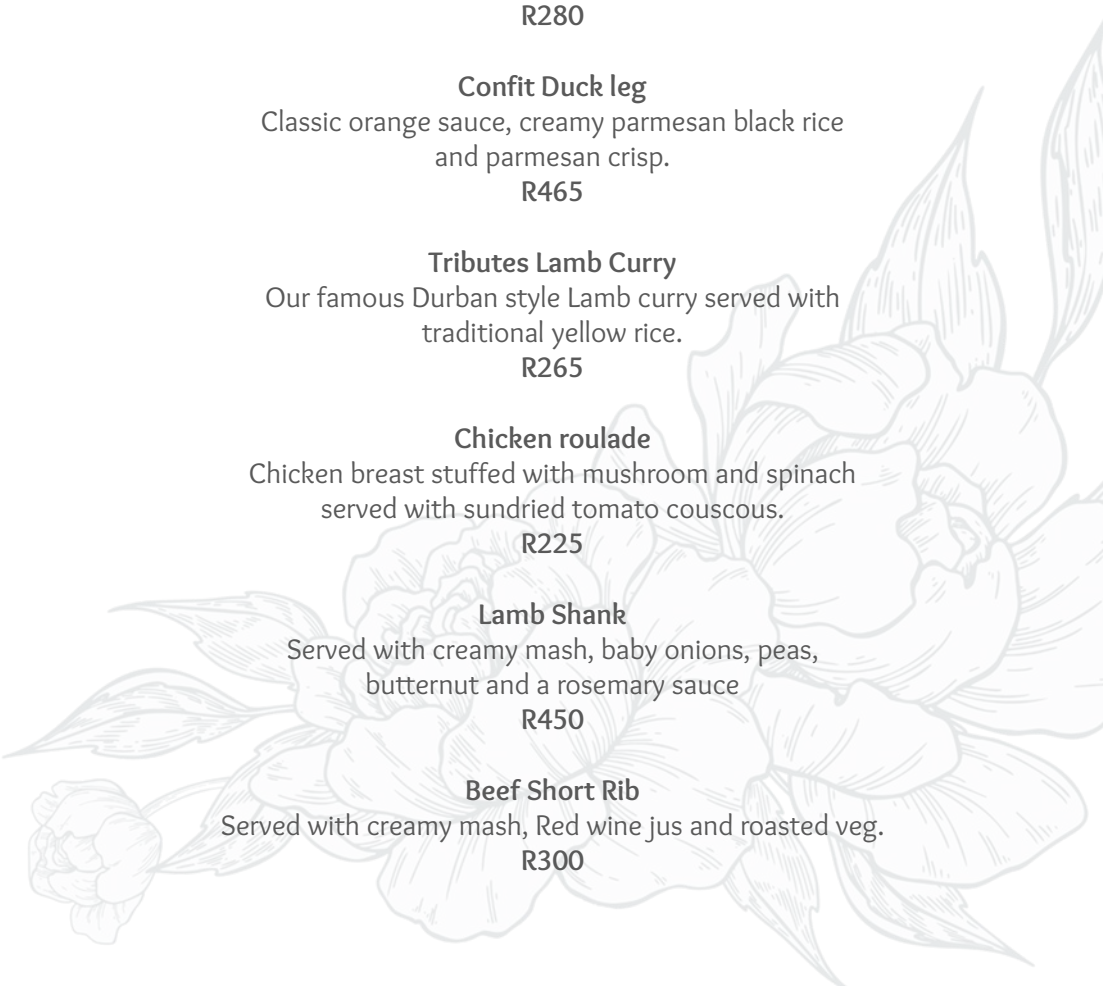 R280
Confit Duck leg
Classic orange sauce, creamy parmesan black rice
and parmesan crisp.
R465
Tributes Lamb Curry
Our famous Durban style Lamb curry served with
traditional yellow rice.
R265
Chicken roulade
Chicken breast stuffed with mushroom and spinach
served with sundried tomato couscous.
R225
Lamb Shank
Served with creamy mash, baby onions, peas,
butternut and a rosemary sauce
R450
Beef Short Rib
Served with creamy mash, Red wine jus and roasted veg.
R300